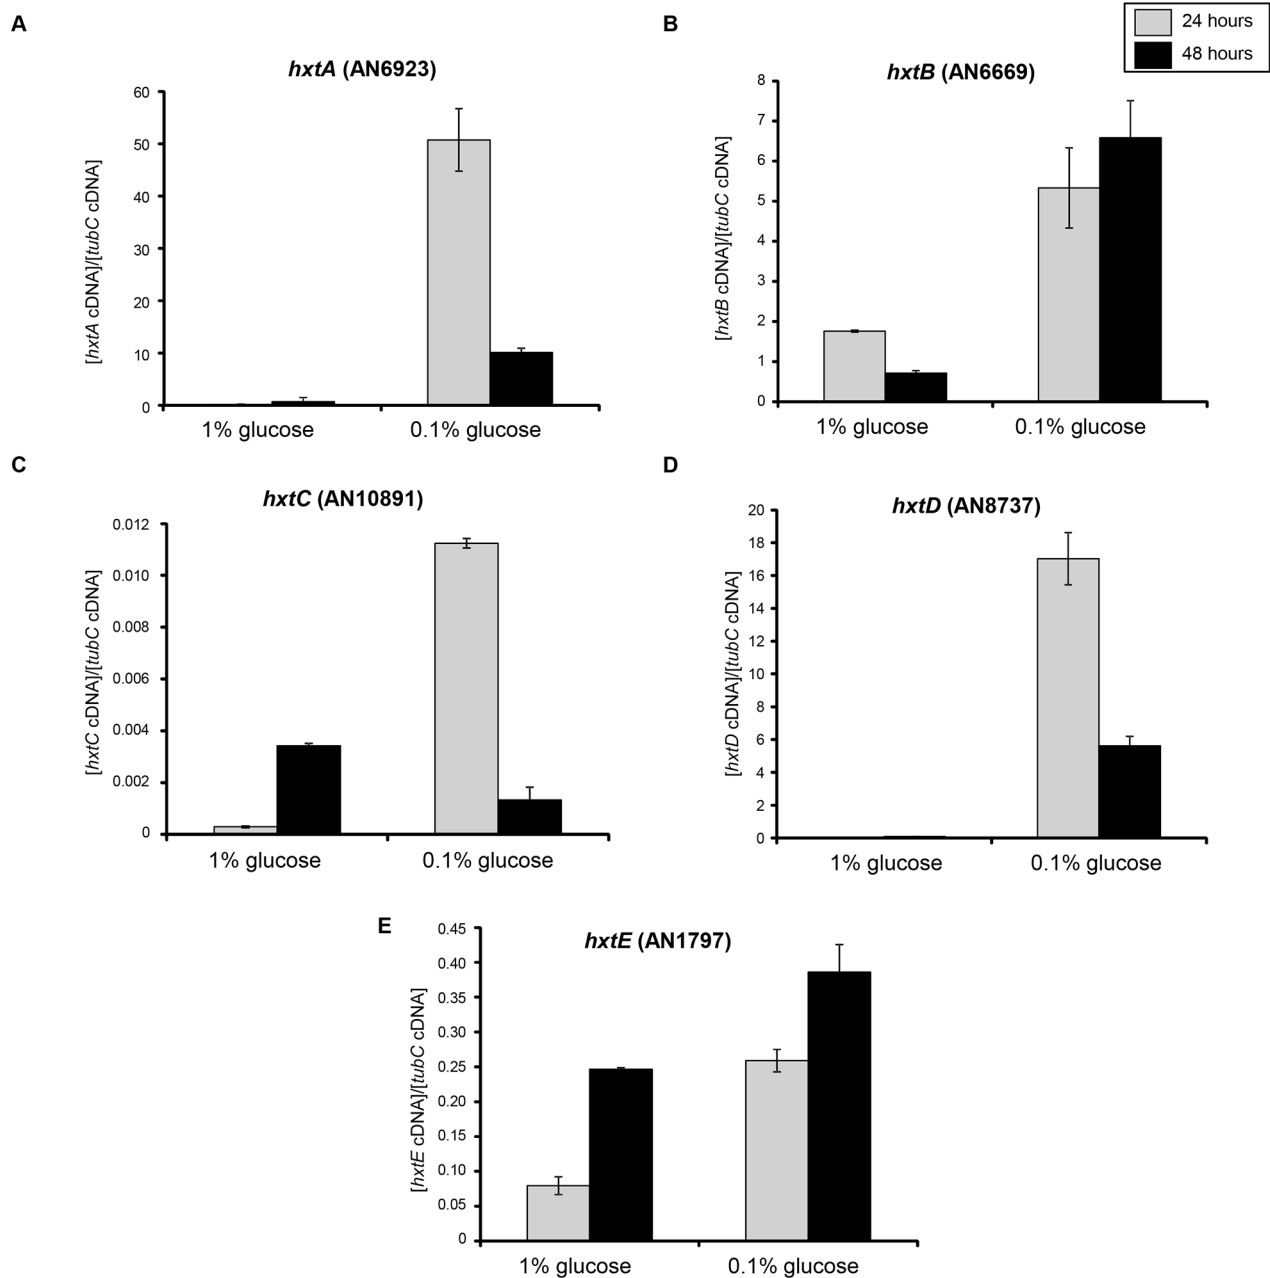 A
hxtA (AN6923)
[hxtA cDNA]/[tubC cDNA]
60
50
40
30
20
10
0
1% glucose
0.1% glucose
B
24 hours
48 hours
hxtB (AN6669)
[hxtB cDNA]/[tubC cDNA]
8
7
6
5
4
3
2
1
0
1% glucose
0.1% glucose
C
hxtC (AN10891)
[hxtC cDNA]/[tubC cDNA]
0.012
0.010
0.008
0.006
0.004
0.002
0
1% glucose
0.1% glucose
D
hxtD (AN8737)
[hxtD cDNA]/[tubC cDNA]
20
18
16
14
12
10
8
6
4
2
0
1% glucose
0.1% glucose
E
hxtE (AN1797)
[hxtE cDNA]/[tubC cDNA]
0.45
0.40
0.35
0.30
0.25
0.20
0.15
0.10
0.05
0
1% glucose
0.1% glucose